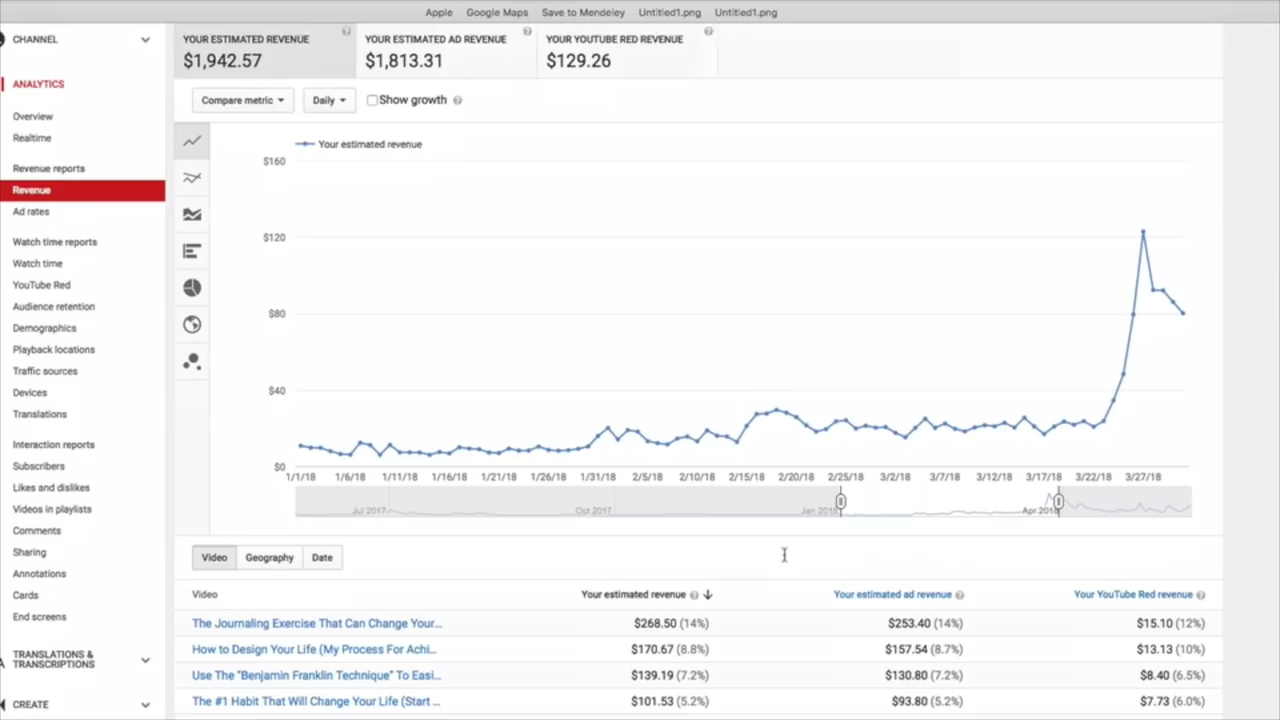 Apple Google Maps Save to Mendeley Untitled1.png Untitled1.png
CHANNEL
ANALYTICS
Overview
Realtime
Revenue reports
Revenue
Ad rates
Watch time reports
Watch time
YouTube Red
Audience retention
Demographics
Playback locations
Traffic sources
Devices
Translations
Interaction reports
Subscribers
Likes and dislikes
Videos in playlists
Comments
Sharing
Annotations
Cards
End screens
TRANSLATIONS &
TRANSCRIPTIONS
CREATE
YOUR ESTIMATED REVENUE YOUR ESTIMATED AD REVENUE YOUR YOUTUBE RED REVENUE
$1,942.57 $1,813.31 $129.26
Compare metric Daily Show growth
Your estimated revenue
$160
$120
$80
$40
$0
1/1/18 1/6/18 1/11/18 1/16/18 1/21/18 1/26/18 1/31/18 2/5/18 2/10/18 2/15/18 2/20/18 2/25/18 3/2/18 3/7/18 3/12/18 3/17/18 3/22/18 3/27/18
Jul 2017 Oct 2017 Jan 2018 Apr 2018
Video Geography Date
Video Your estimated revenue Your estimated ad revenue Your YouTube Red revenue
The Journaling Exercise That Can Change Your... $268.50 (14%) $253.40 (14%) $15.10 (12%)
How to Design Your Life (My Process For Achi... $170.67 (8.8%) $157.54 (8.7%) $13.13 (10%)
Use The "Benjamin Franklin Technique" To Easi... $139.19 (7.2%) $130.80 (7.2%) $8.40 (6.5%)
The #1 Habit That Will Change Your Life (Start ... $101.53 (5.2%) $93.80 (5.2%) $7.73 (6.0%)